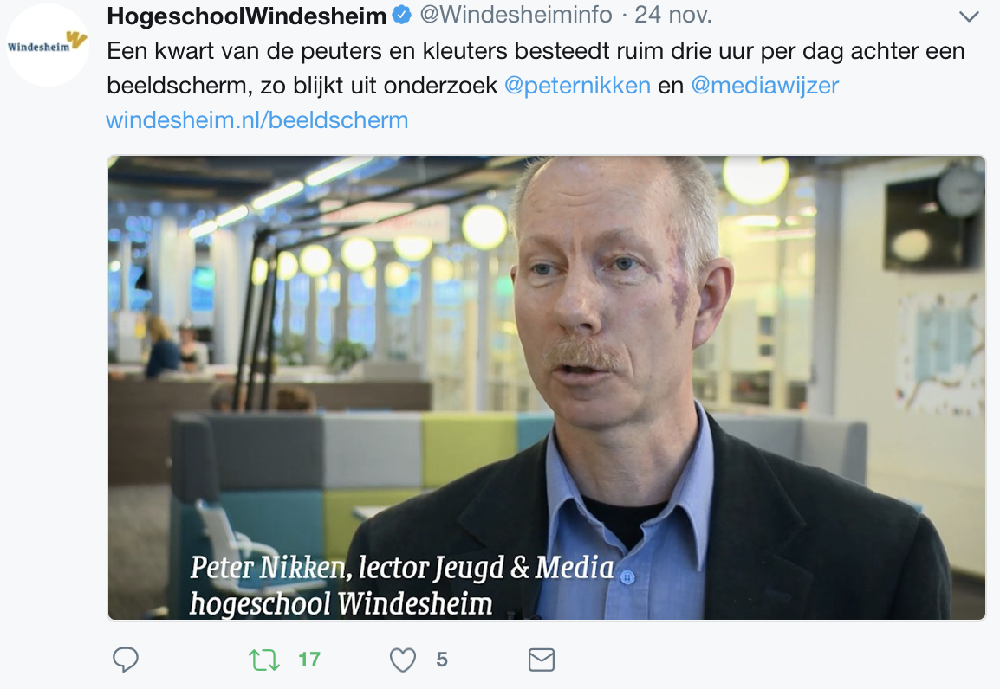 HogeschoolWindesheim @Windesheiminfo · 24 nov.
Windesheim
Een kwart van de peuters en kleuters besteedt ruim drie uur per dag achter een
beeldscherm, zo blijkt uit onderzoek @peternikken en @mediawijzer
windesheim.nl/beeldscherm
Peter Nikken, lector Jeugd & Media
hogeschool Windesheim
17
5